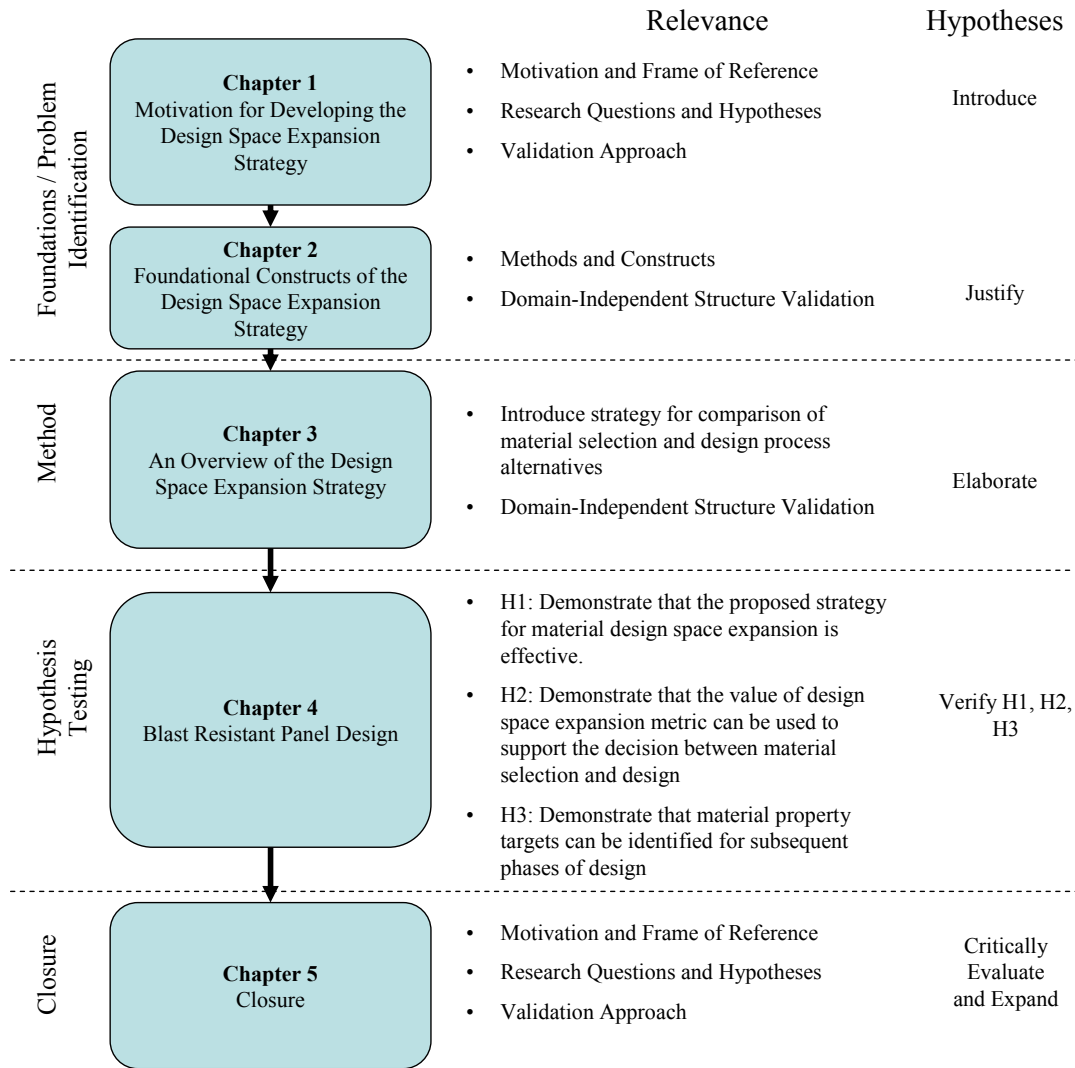 Relevance
Hypotheses
Foundations / Problem
Identification
Chapter 1
Motivation for Developing the
Design Space Expansion
Strategy
• Motivation and Frame of Reference
• Research Questions and Hypotheses
• Validation Approach
Introduce
Chapter 2
Foundational Constructs of the
Design Space Expansion
Strategy
• Methods and Constructs
• Domain-Independent Structure Validation
Justify
Method
Chapter 3
An Overview of the Design
Space Expansion Strategy
• Introduce strategy for comparison of
material selection and design process
alternatives
• Domain-Independent Structure Validation
Elaborate
Hypothesis
Testing
Chapter 4
Blast Resistant Panel Design
• H1: Demonstrate that the proposed strategy
for material design space expansion is
effective.
• H2: Demonstrate that the value of design
space expansion metric can be used to
support the decision between material
selection and design
• H3: Demonstrate that material property
targets can be identified for subsequent
phases of design
Verify H1, H2,
H3
Closure
Chapter 5
Closure
• Motivation and Frame of Reference
• Research Questions and Hypotheses
• Validation Approach
Critically
Evaluate
and Expand